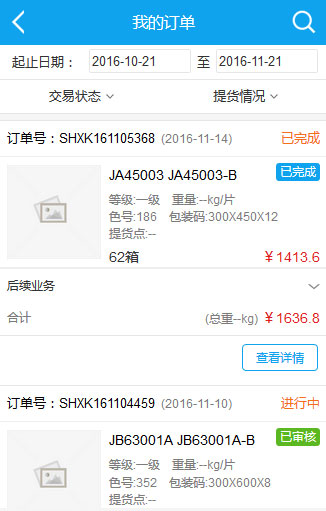 我的订单
起止日期： 2016-10-21 至 2016-11-21
交易状态 提货情况
订单号：SHXK161105368 (2016-11-14) 已完成
JA45003 JA45003-B 已完成
等级:一级 重量:--kg/片
色号:186 包装码:300X450X12
提货点:--
62箱 ￥1413.6
后续业务
合计 (总重--kg) ￥1636.8
查看详情
订单号：SHXK161104459 (2016-11-10) 进行中
JB63001A JB63001A-B 已审核
等级:一级 重量:--kg/片
色号:352 包装码:300X600X8
提货点:--